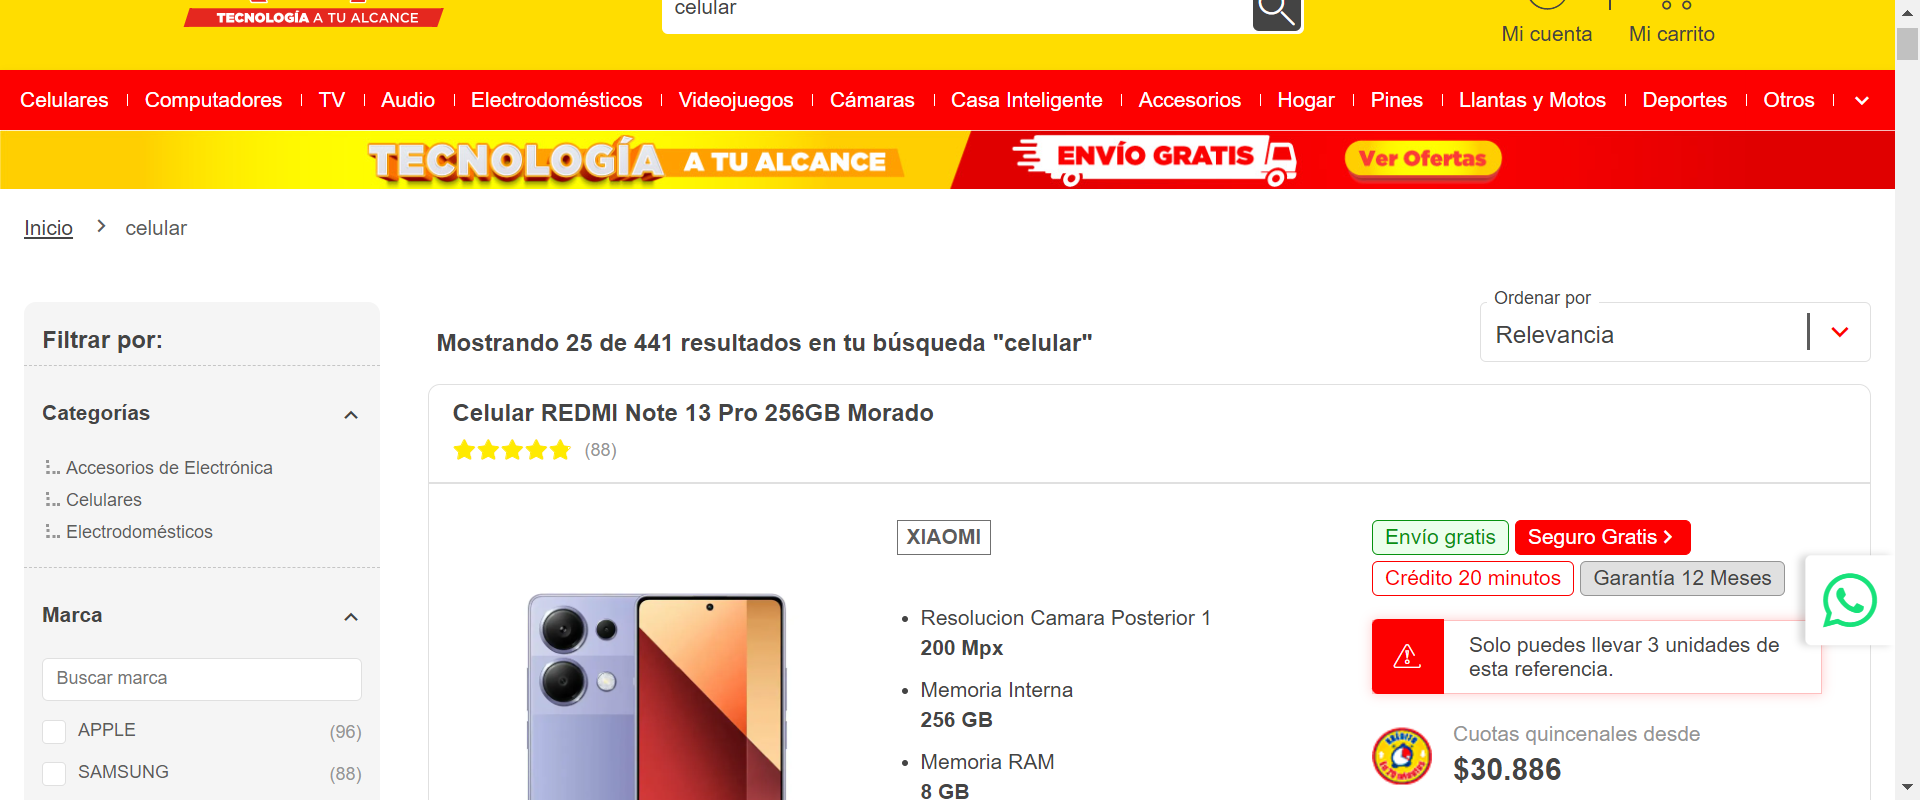 TECNOLOGÍA A TU ALCANCE
celular
Mi cuenta
Mi carrito
Celulares
Computadores
TV
Audio
Electrodomésticos
Videojuegos
Cámaras
Casa Inteligente
Accesorios
Hogar
Pines
Llantas y Motos
Deportes
Otros
TECNOLOGÍA A TU ALCANCE
ENVÍO GRATIS
Ver Ofertas
Inicio
celular
Filtrar por:
Categorías
Accesorios de Electrónica
Celulares
Electrodomésticos
Marca
Buscar marca
APPLE (96)
SAMSUNG (88)
Mostrando 25 de 441 resultados en tu búsqueda "celular"
Ordenar por
Relevancia
Celular REDMI Note 13 Pro 256GB Morado
(88)
XIAOMI
Resolucion Camara Posterior 1
200 Mpx
Memoria Interna
256 GB
Memoria RAM
8 GB
Envío gratis
Seguro Gratis
Crédito 20 minutos
Garantía 12 Meses
Solo puedes llevar 3 unidades de
esta referencia.
CRÉDITO
En 20 minutos
Cuotas quincenales desde
$30.886